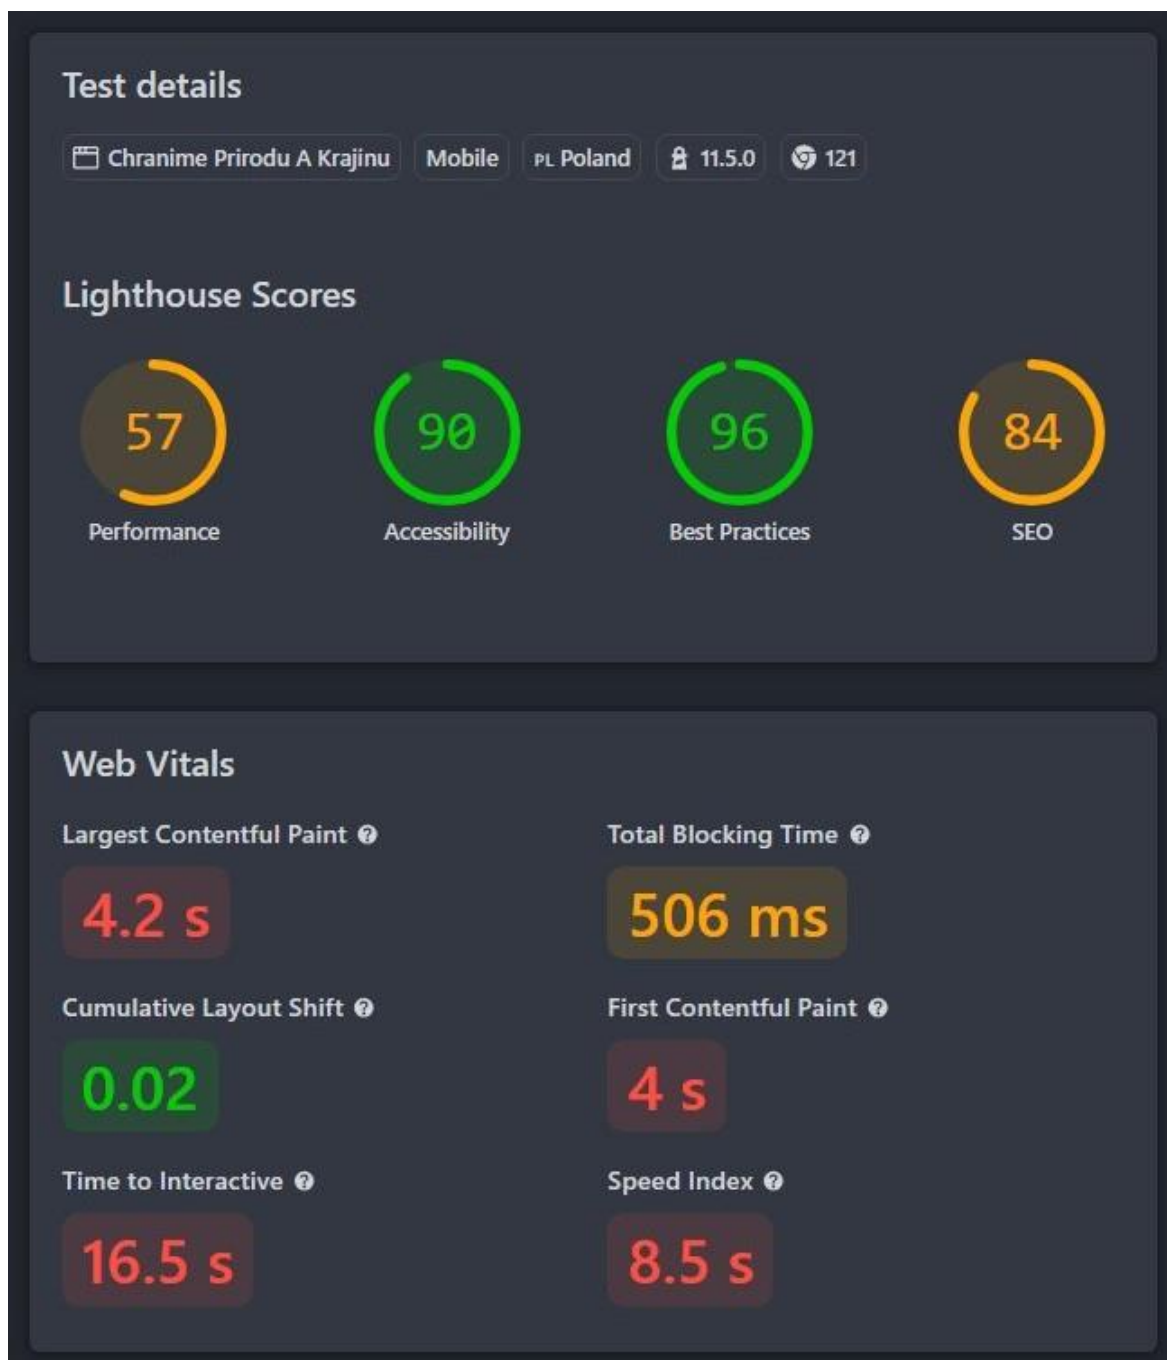 Test details
Chranime Prirodu A Krajinu Mobile PL Poland 11.5.0 121
Lighthouse Scores
57 90 96 84
Performance Accessibility Best Practices SEO
Web Vitals
Largest Contentful Paint ? Total Blocking Time ?
4.2 s 506 ms
Cumulative Layout Shift ? First Contentful Paint ?
0.02 4 s
Time to Interactive ? Speed Index ?
16.5 s 8.5 s